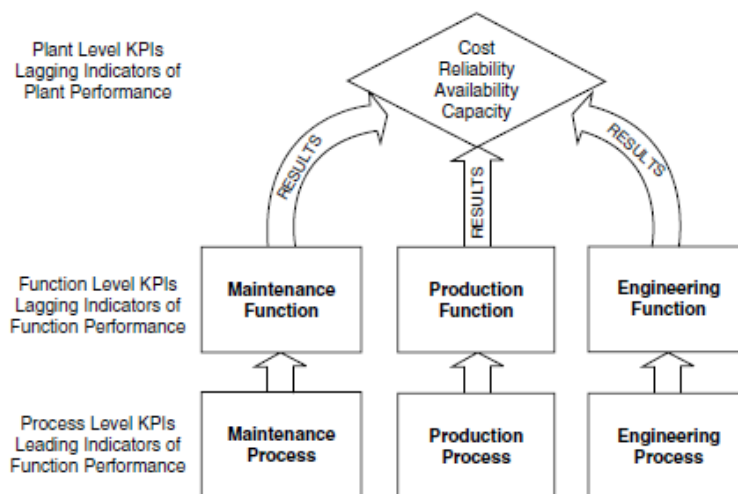 Plant Level KPIs
Lagging Indicators of
Plant Performance
Cost
Reliability
Availability
Capacity
RESULTS
RESULTS
RESULTS
Function Level KPIs
Lagging Indicators of
Function Performance
Maintenance
Function
Production
Function
Engineering
Function
Process Level KPIs
Leading Indicators of
Function Performance
Maintenance
Process
Production
Process
Engineering
Process